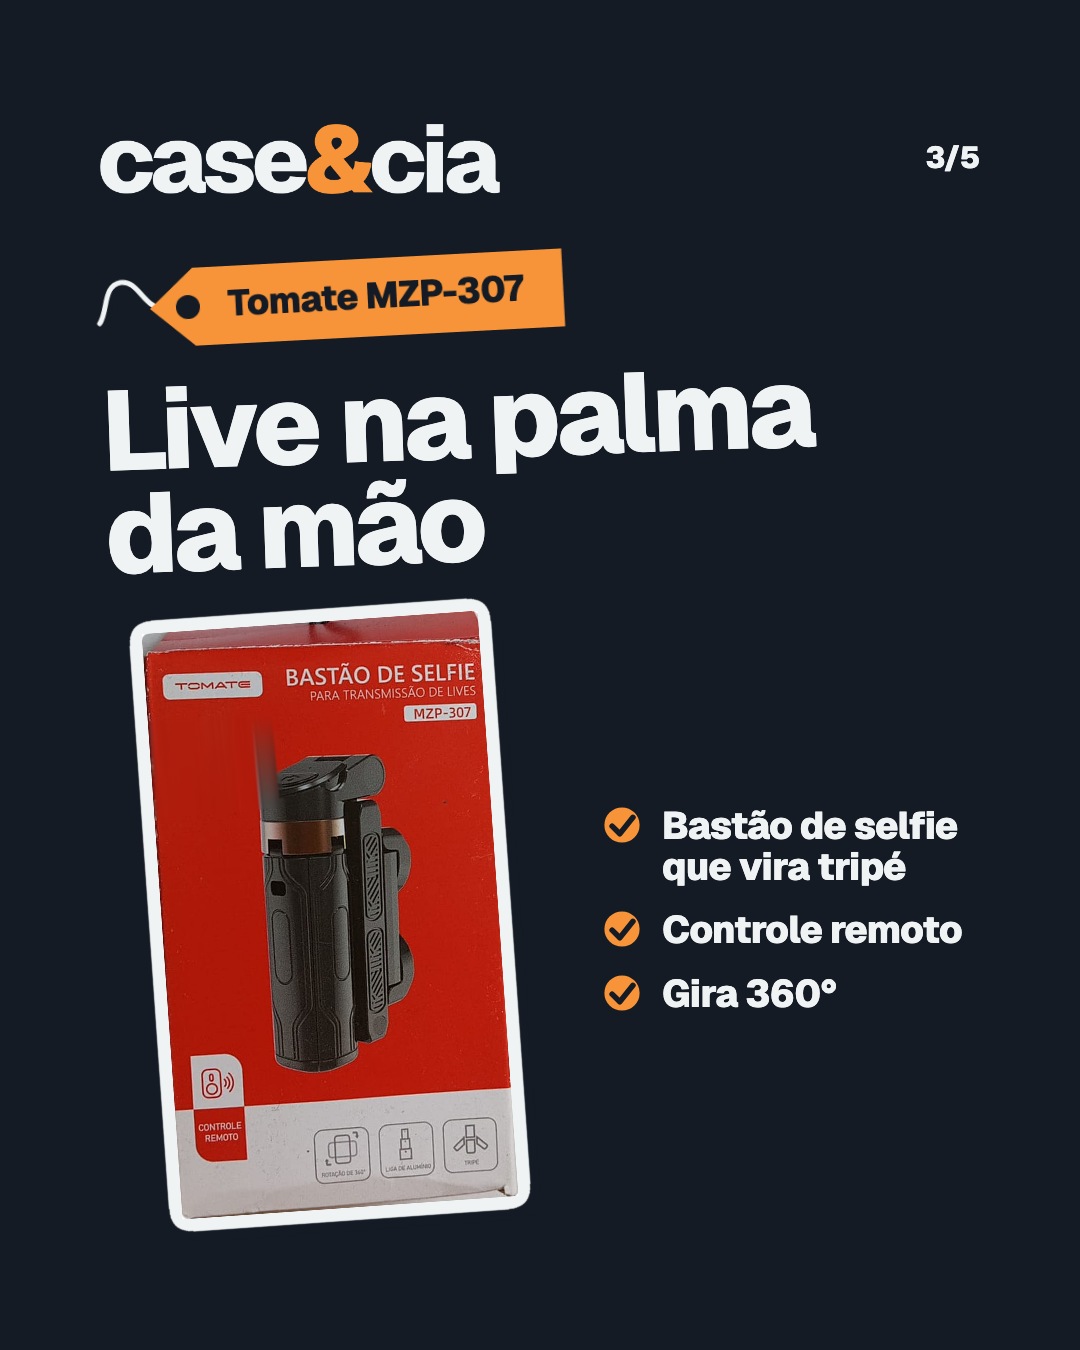 case&cia
3/5
Tomate MZP-307
Live na palma
da mão
TOMATE
BASTÃO DE SELFIE
PARA TRANSMISSÃO DE LIVES
MZP-307
Bastão de selfie
que vira tripé
Controle remoto
Gira 360°
CONTROLE
REMOTO
ROTAÇÃO DE 360°
LIGA DE ALUMÍNIO
TRIPÉ